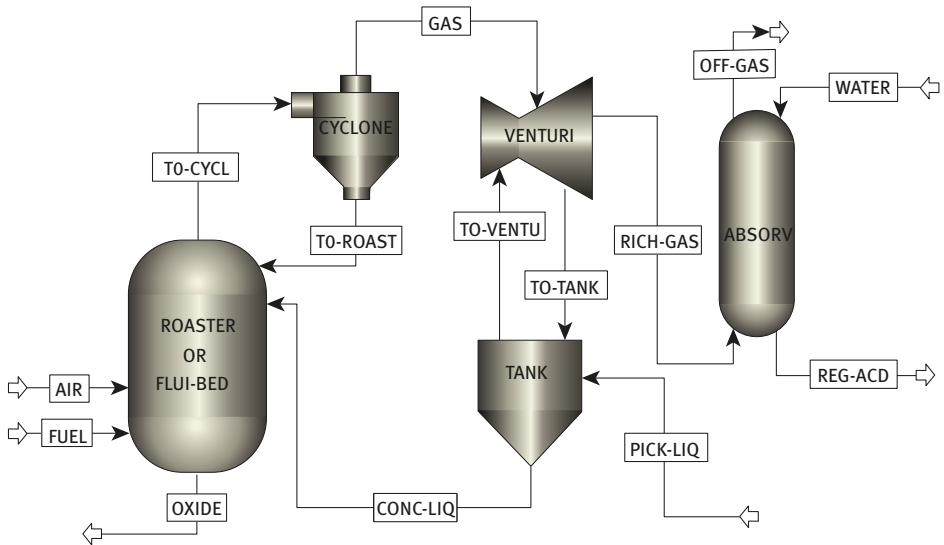 GAS
OFF-GAS
WATER
CYCLONE
VENTURI
T0-CYCL
T0-ROAST
TO-VENTU
RICH-GAS
ABSORV
TO-TANK
ROASTER
OR
FLUI-BED
TANK
AIR
REG-ACD
FUEL
PICK-LIQ
OXIDE
CONC-LIQ